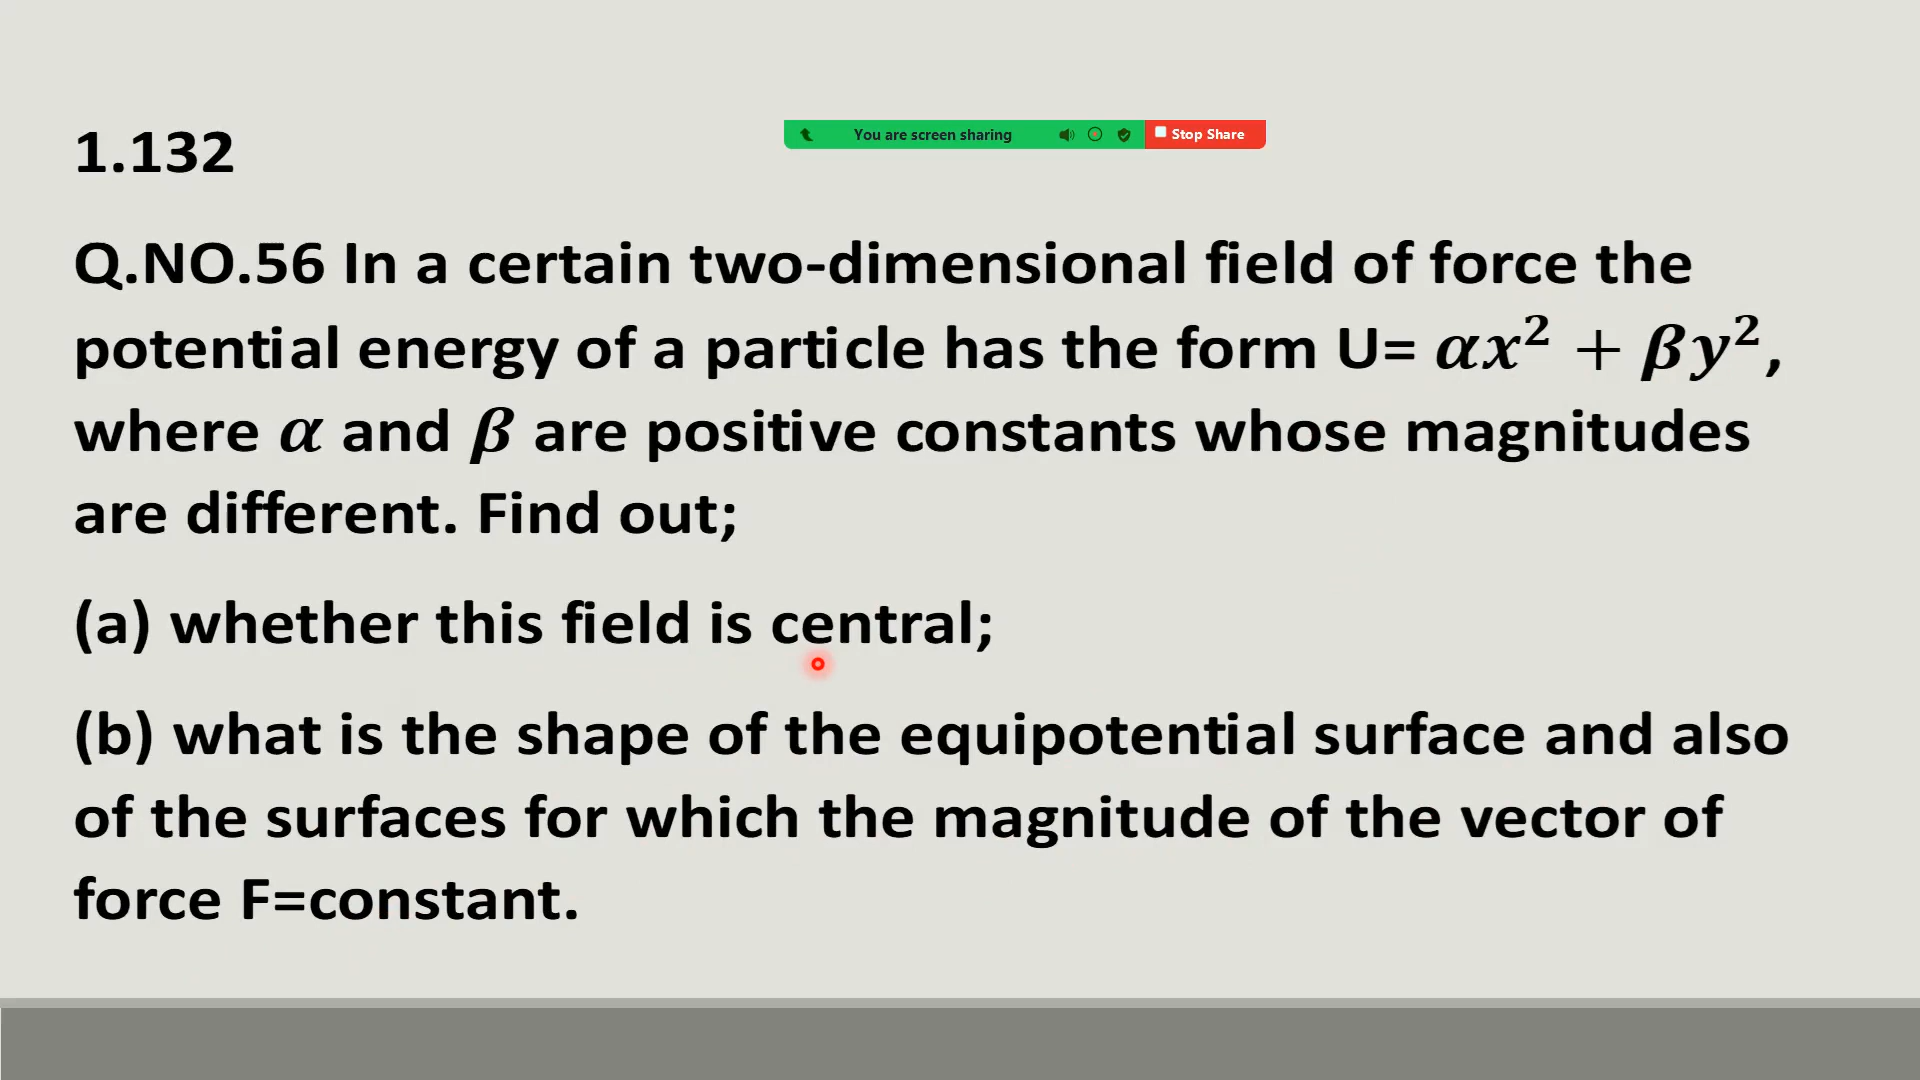 1.132
You are screen sharing
Stop Share
Q.NO.56 In a certain two-dimensional field of force the
potential energy of a particle has the form U= 𝜶𝒙² + 𝜷𝒚²,
where 𝜶 and 𝜷 are positive constants whose magnitudes
are different. Find out;
(a) whether this field is central;
(b) what is the shape of the equipotential surface and also
of the surfaces for which the magnitude of the vector of
force F=constant.